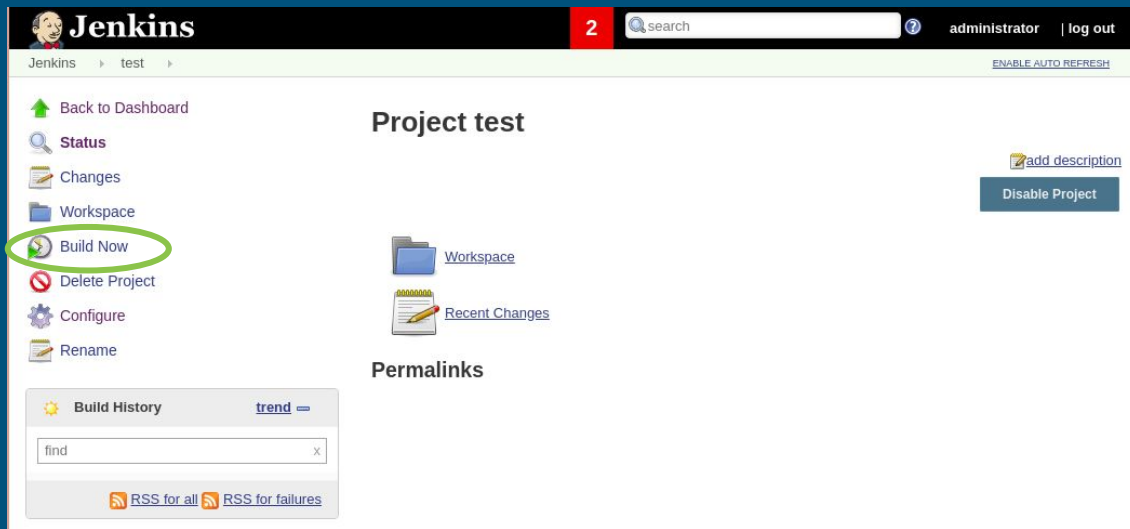 Jenkins
2
search
administrator | log out
Jenkins test
ENABLE AUTO REFRESH
Back to Dashboard
Status
Changes
Workspace
Build Now
Delete Project
Configure
Rename
Build History trend
find x
RSS for all RSS for failures
Project test
add description
Disable Project
Workspace
Recent Changes
Permalinks